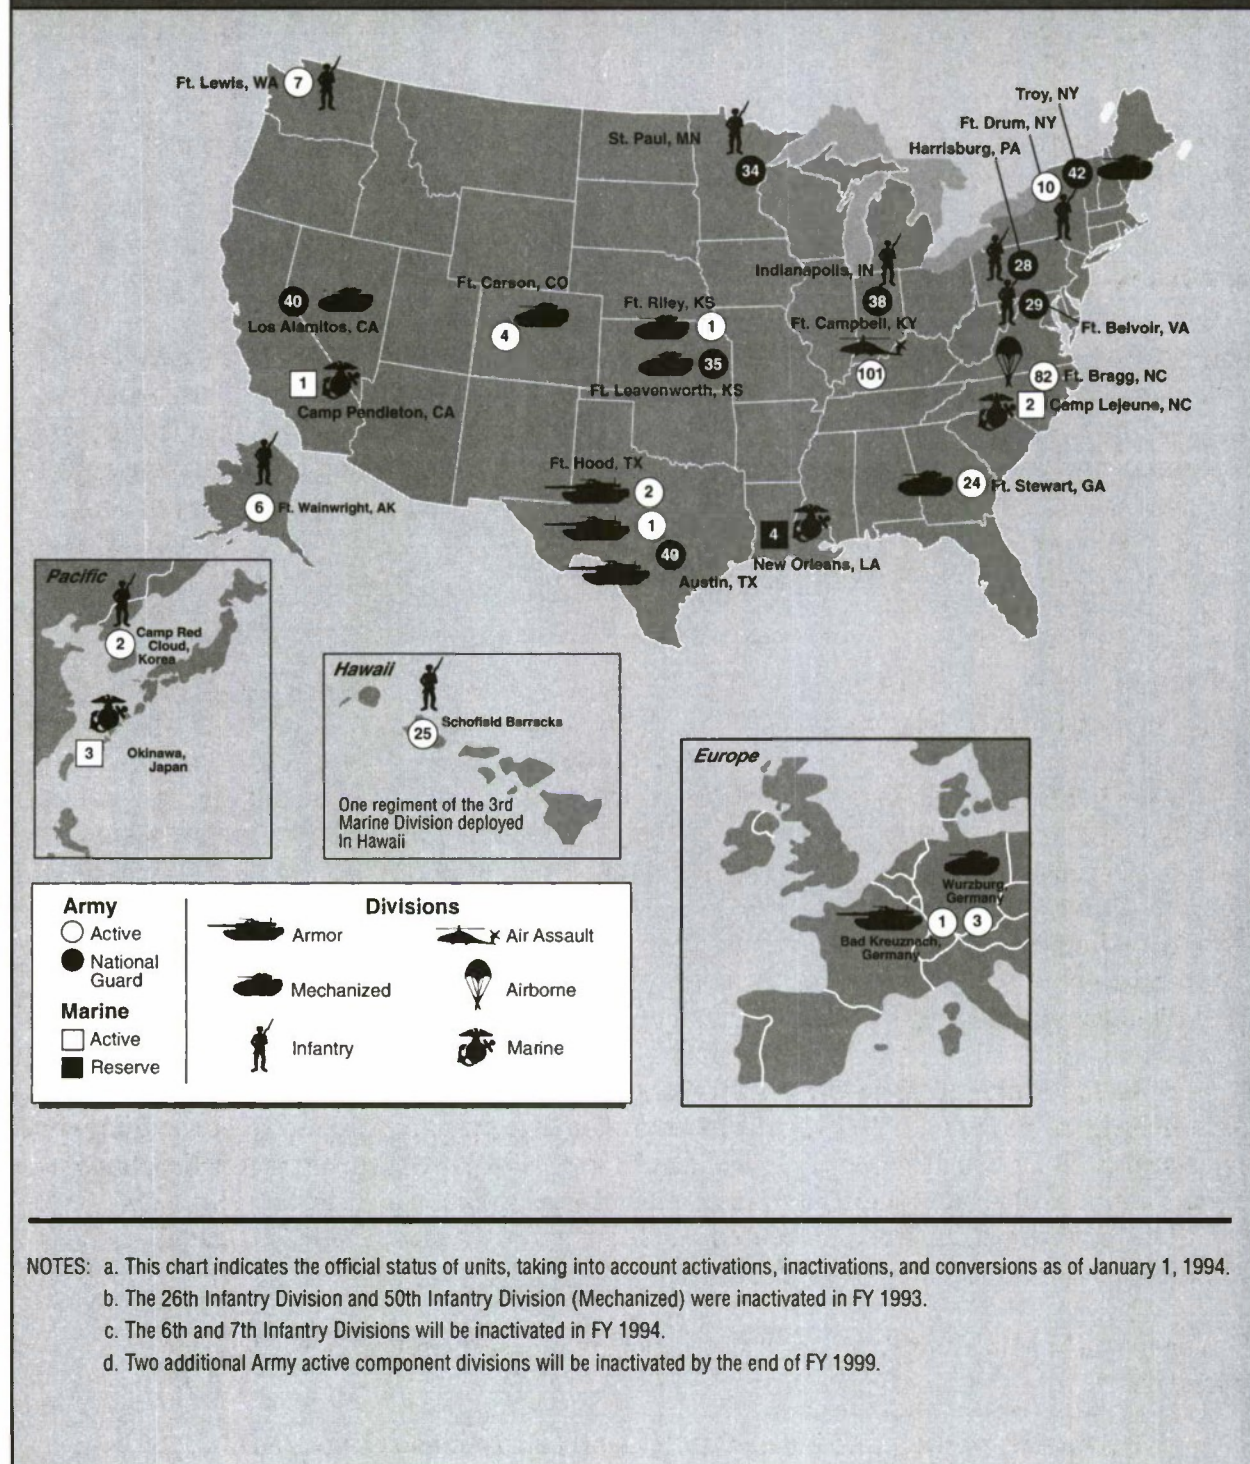 Ft. Lewis, WA
7
St. Paul, MN
34
Troy, NY
Ft. Drum, NY
Harrisburg, PA
10
42
Indianapolis, IN
38
28
29
Ft. Belvoir, VA
40
Los Alamitos, CA
Ft. Carson, CO
4
Ft. Riley, KS
1
35
Ft. Leavenworth, KS
Ft. Campbell, KY
101
82
Ft. Bragg, NC
2
Camp Lejeune, NC
1
Camp Pendleton, CA
6
Ft. Wainwright, AK
Ft. Hood, TX
2
1
49
Austin, TX
4
New Orleans, LA
24
Ft. Stewart, GA
Pacific
2
Camp Red
Cloud,
Korea
3
Okinawa,
Japan
Hawaii
25
Schofield Barracks
One regiment of the 3rd
Marine Division deployed
In Hawaii
Europe
Wurzburg,
Germany
1
3
Bad Kreuznach,
Germany
Army
Active
National
Guard
Marine
Active
Reserve
Divisions
Armor
Air Assault
Mechanized
Airborne
Infantry
Marine
NOTES: a. This chart indicates the official status of units, taking into account activations, inactivations, and conversions as of January 1, 1994.
b. The 26th Infantry Division and 50th Infantry Division (Mechanized) were inactivated in FY 1993.
c. The 6th and 7th Infantry Divisions will be inactivated in FY 1994.
d. Two additional Army active component divisions will be inactivated by the end of FY 1999.